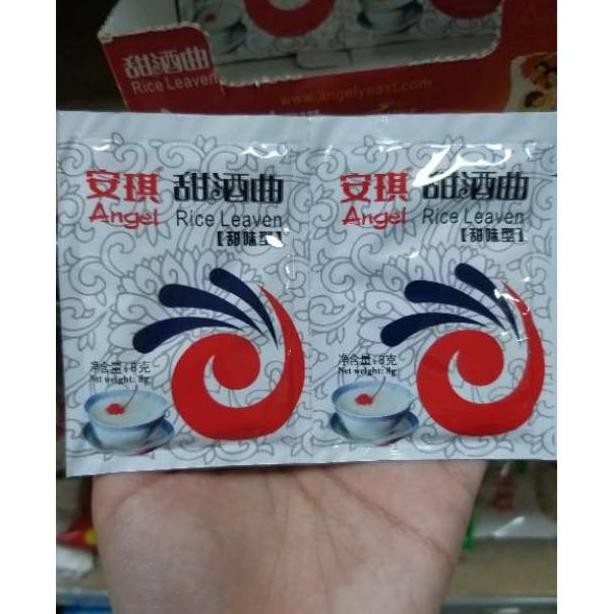 甜酒曲
Rice Leaven
www.angelyeast.com
安琪 甜酒曲
Angel Rice Leaven
【甜味型】
净含量:8克
Net weight: 8g
安琪 甜酒曲
Angel Rice Leaven
【甜味型】
净含量:8克
Net weight: 8g